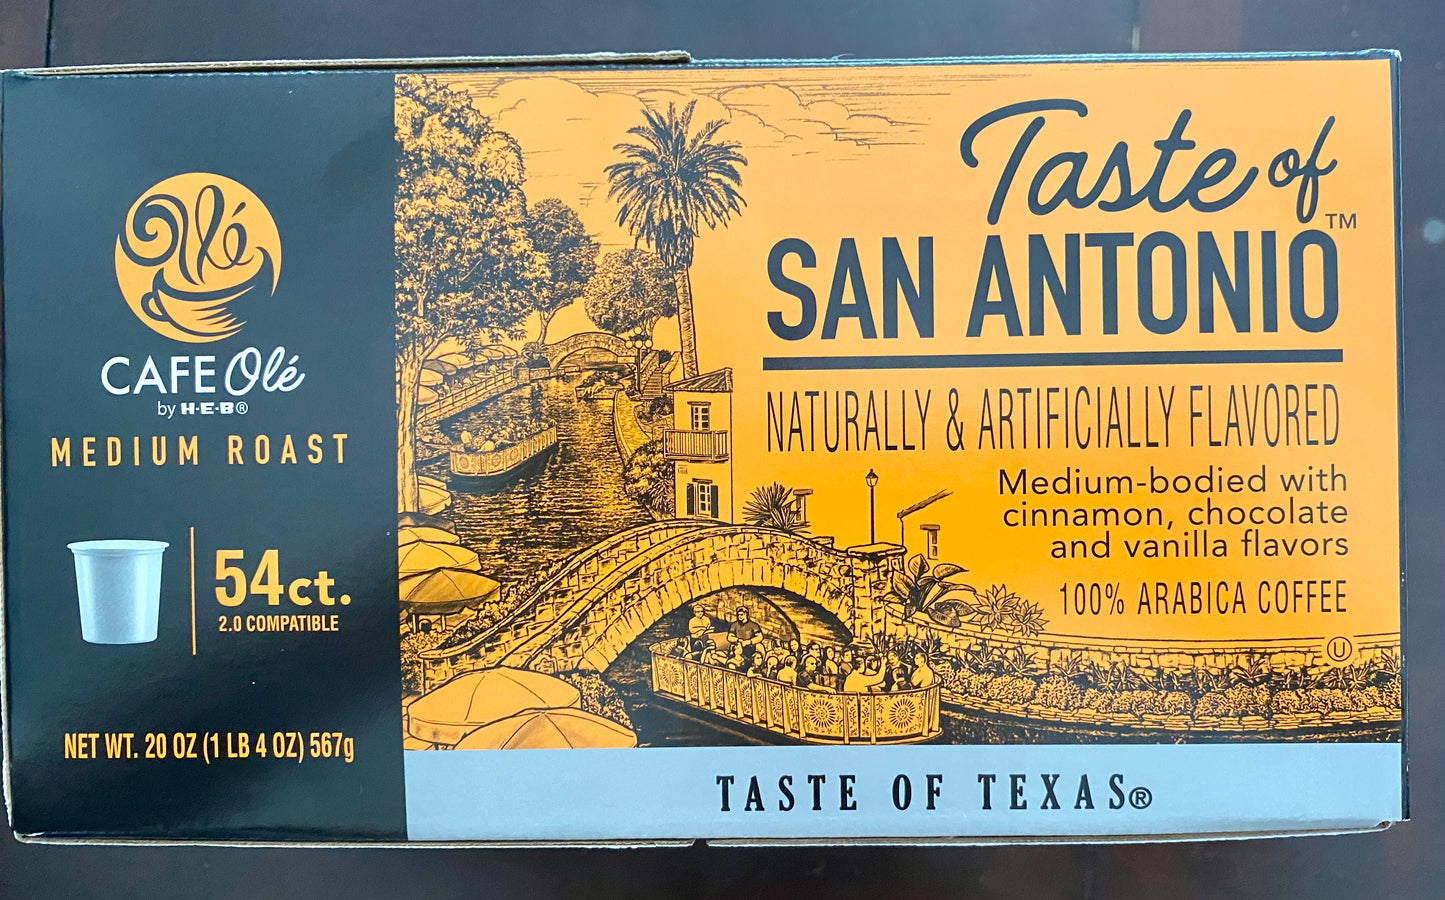 Olé
CAFE Olé
by H-E-B®
MEDIUM ROAST
54ct.
2.0 COMPATIBLE
NET WT. 20 OZ (1 LB 4 OZ) 567g
Taste of
SAN ANTONIO™
NATURALLY & ARTIFICIALLY FLAVORED
Medium-bodied with
cinnamon, chocolate
and vanilla flavors
100% ARABICA COFFEE
U
TASTE OF TEXAS®